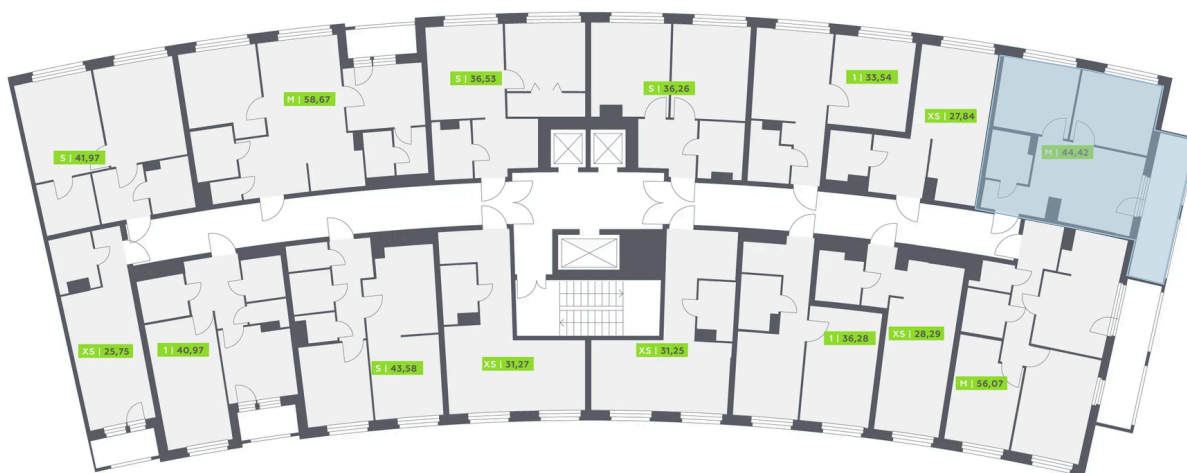 S | 36,53
1 | 33,54
S | 36,26
M | 58,67
XS | 27,84
M | 44,42
S | 41,97
XS | 25,75
1 | 40,97
S | 43,58
XS | 31,27
XS | 31,25
1 | 36,28
XS | 28,29
M | 56,07